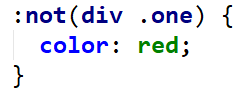 :not(div .one) {
  color: red;
}